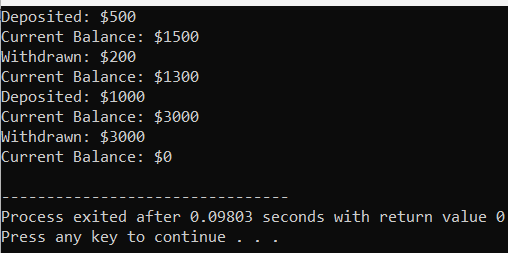 Deposited: $500
Current Balance: $1500
Withdrawn: $200
Current Balance: $1300
Deposited: $1000
Current Balance: $3000
Withdrawn: $3000
Current Balance: $0
--------------------------------
Process exited after 0.09803 seconds with return value 0
Press any key to continue . . .